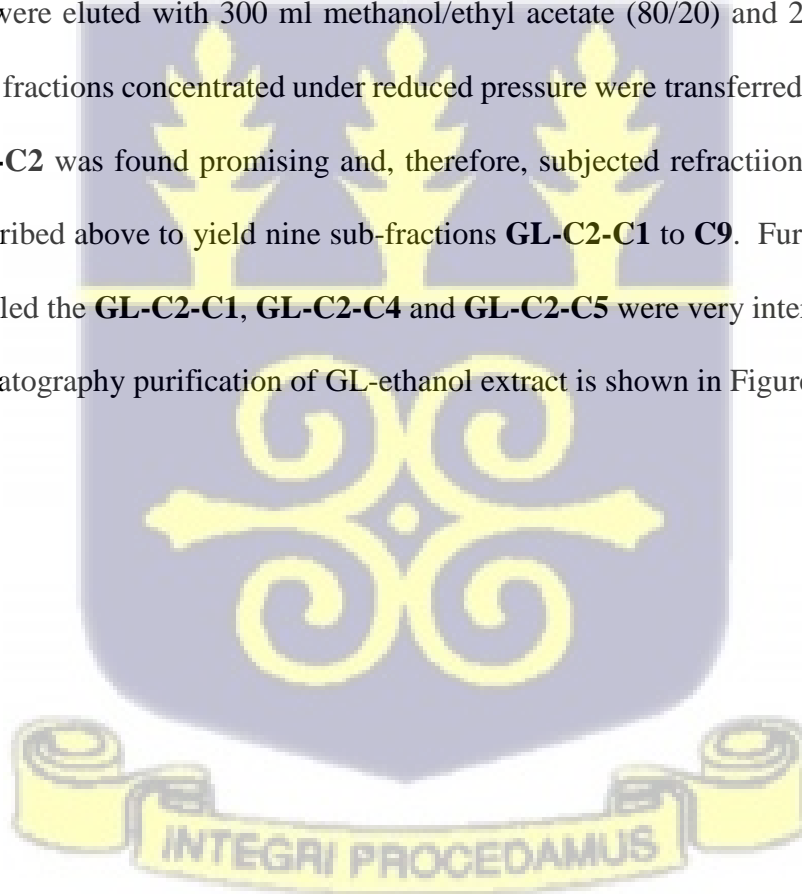 were eluted with 300 ml methanol/ethyl acetate (80/20) and 2
fractions concentrated under reduced pressure were transferred
-C2 was found promising and, therefore, subjected refractiion
ribed above to yield nine sub-fractions GL-C2-C1 to C9. Fur
led the GL-C2-C1, GL-C2-C4 and GL-C2-C5 were very inter
atography purification of GL-ethanol extract is shown in Figure
INTEGRI PROCEDAMUS